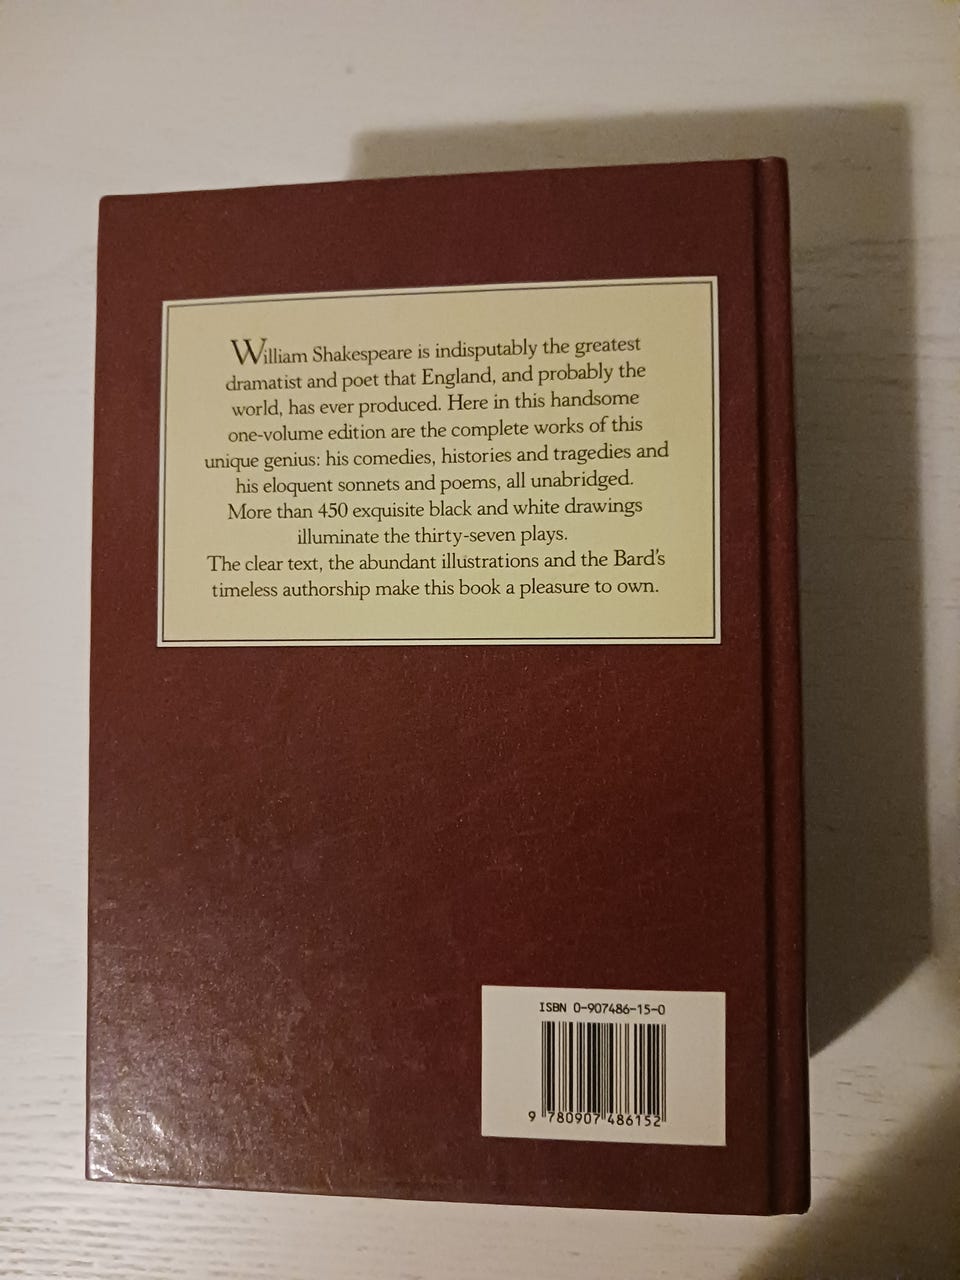 William Shakespeare is indisputably the greatest
dramatist and poet that England, and probably the
world, has ever produced. Here in this handsome
one-volume edition are the complete works of this
unique genius: his comedies, histories and tragedies and
his eloquent sonnets and poems, all unabridged.
More than 450 exquisite black and white drawings
illuminate the thirty-seven plays.
The clear text, the abundant illustrations and the Bard's
timeless authorship make this book a pleasure to own.
ISBN 0-907486-15-0
9 780907 486152